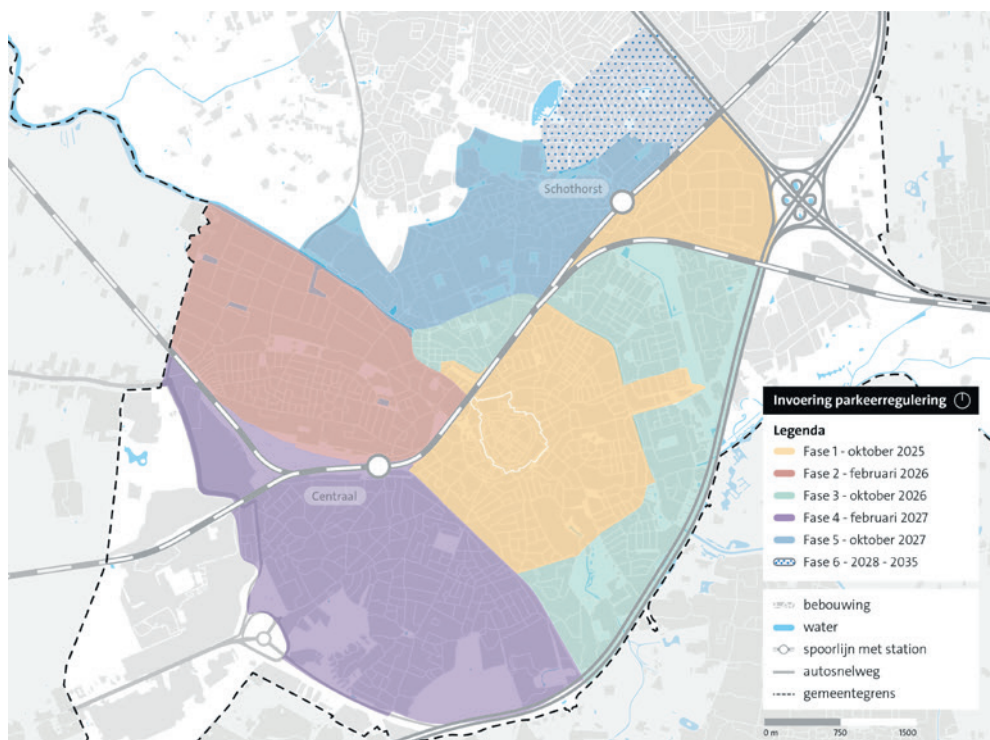 Schothorst
Centraal
Invoering parkeerregulering
Legenda
Fase 1 - oktober 2025
Fase 2 - februari 2026
Fase 3 - oktober 2026
Fase 4 - februari 2027
Fase 5 - oktober 2027
Fase 6 - 2028 - 2035
bebouwing
water
spoorlijn met station
autosnelweg
gemeentegrens
0 m 750 1500